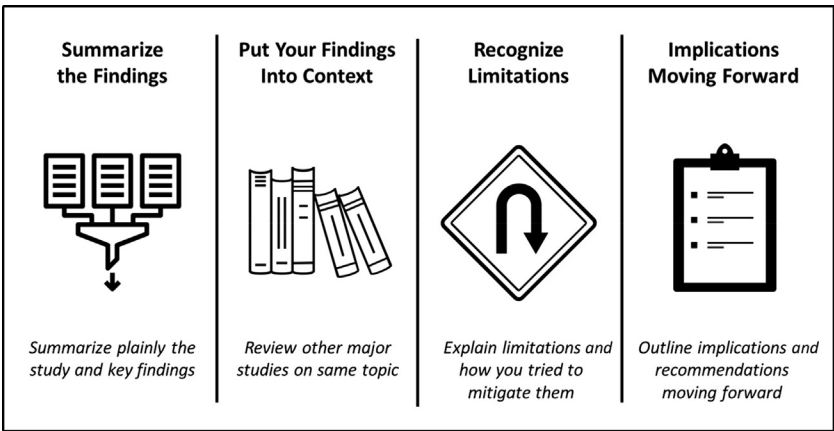 Summarize
the Findings
Summarize plainly the
study and key findings
Put Your Findings
Into Context
Review other major
studies on same topic
Recognize
Limitations
Explain limitations and
how you tried to
mitigate them
Implications
Moving Forward
Outline implications and
recommendations
moving forward